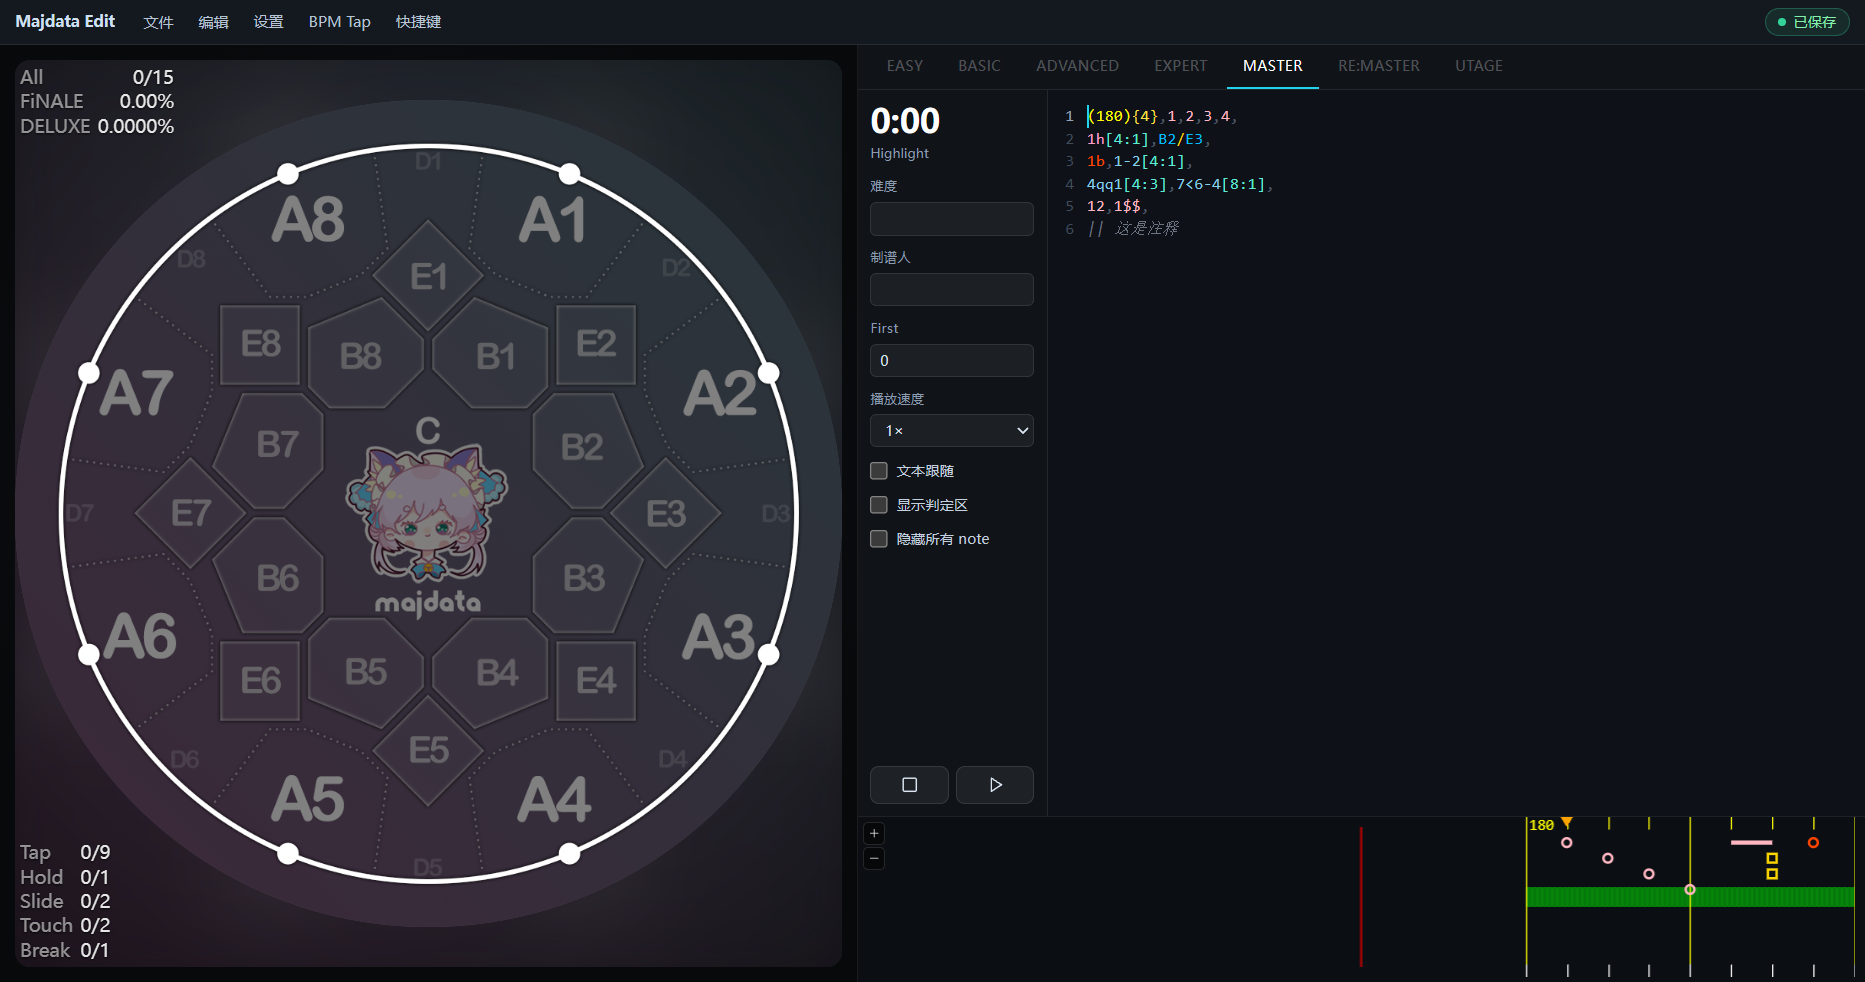 Majdata Edit 文件 编辑 设置 BPM Tap 快捷键 已保存
All 0/15
FiNALE 0.00%
DELUXE 0.0000%
D1
A8 A1
D8 D2
E1
E8 B8 B1 E2
A7 A2
C
B7 B2
D7 E7 E3 D3
B6 B3
majdata
A6 A3
E6 B5 B4 E4
D6 E5 D4
A5 A4
D5
Tap 0/9
Hold 0/1
Slide 0/2
Touch 0/2
Break 0/1
EASY BASIC ADVANCED EXPERT MASTER RE:MASTER UTAGE
0:00
Highlight
难度
制谱人
First
0
播放速度
1×
文本跟随
显示判定区
隐藏所有 note
1 (180){4},1,2,3,4,
2 1h[4:1],B2/E3,
3 1b,1-2[4:1],
4 4qq1[4:3],7<6-4[8:1],
5 12,1$$,
6 || 这是注释
+
−
180